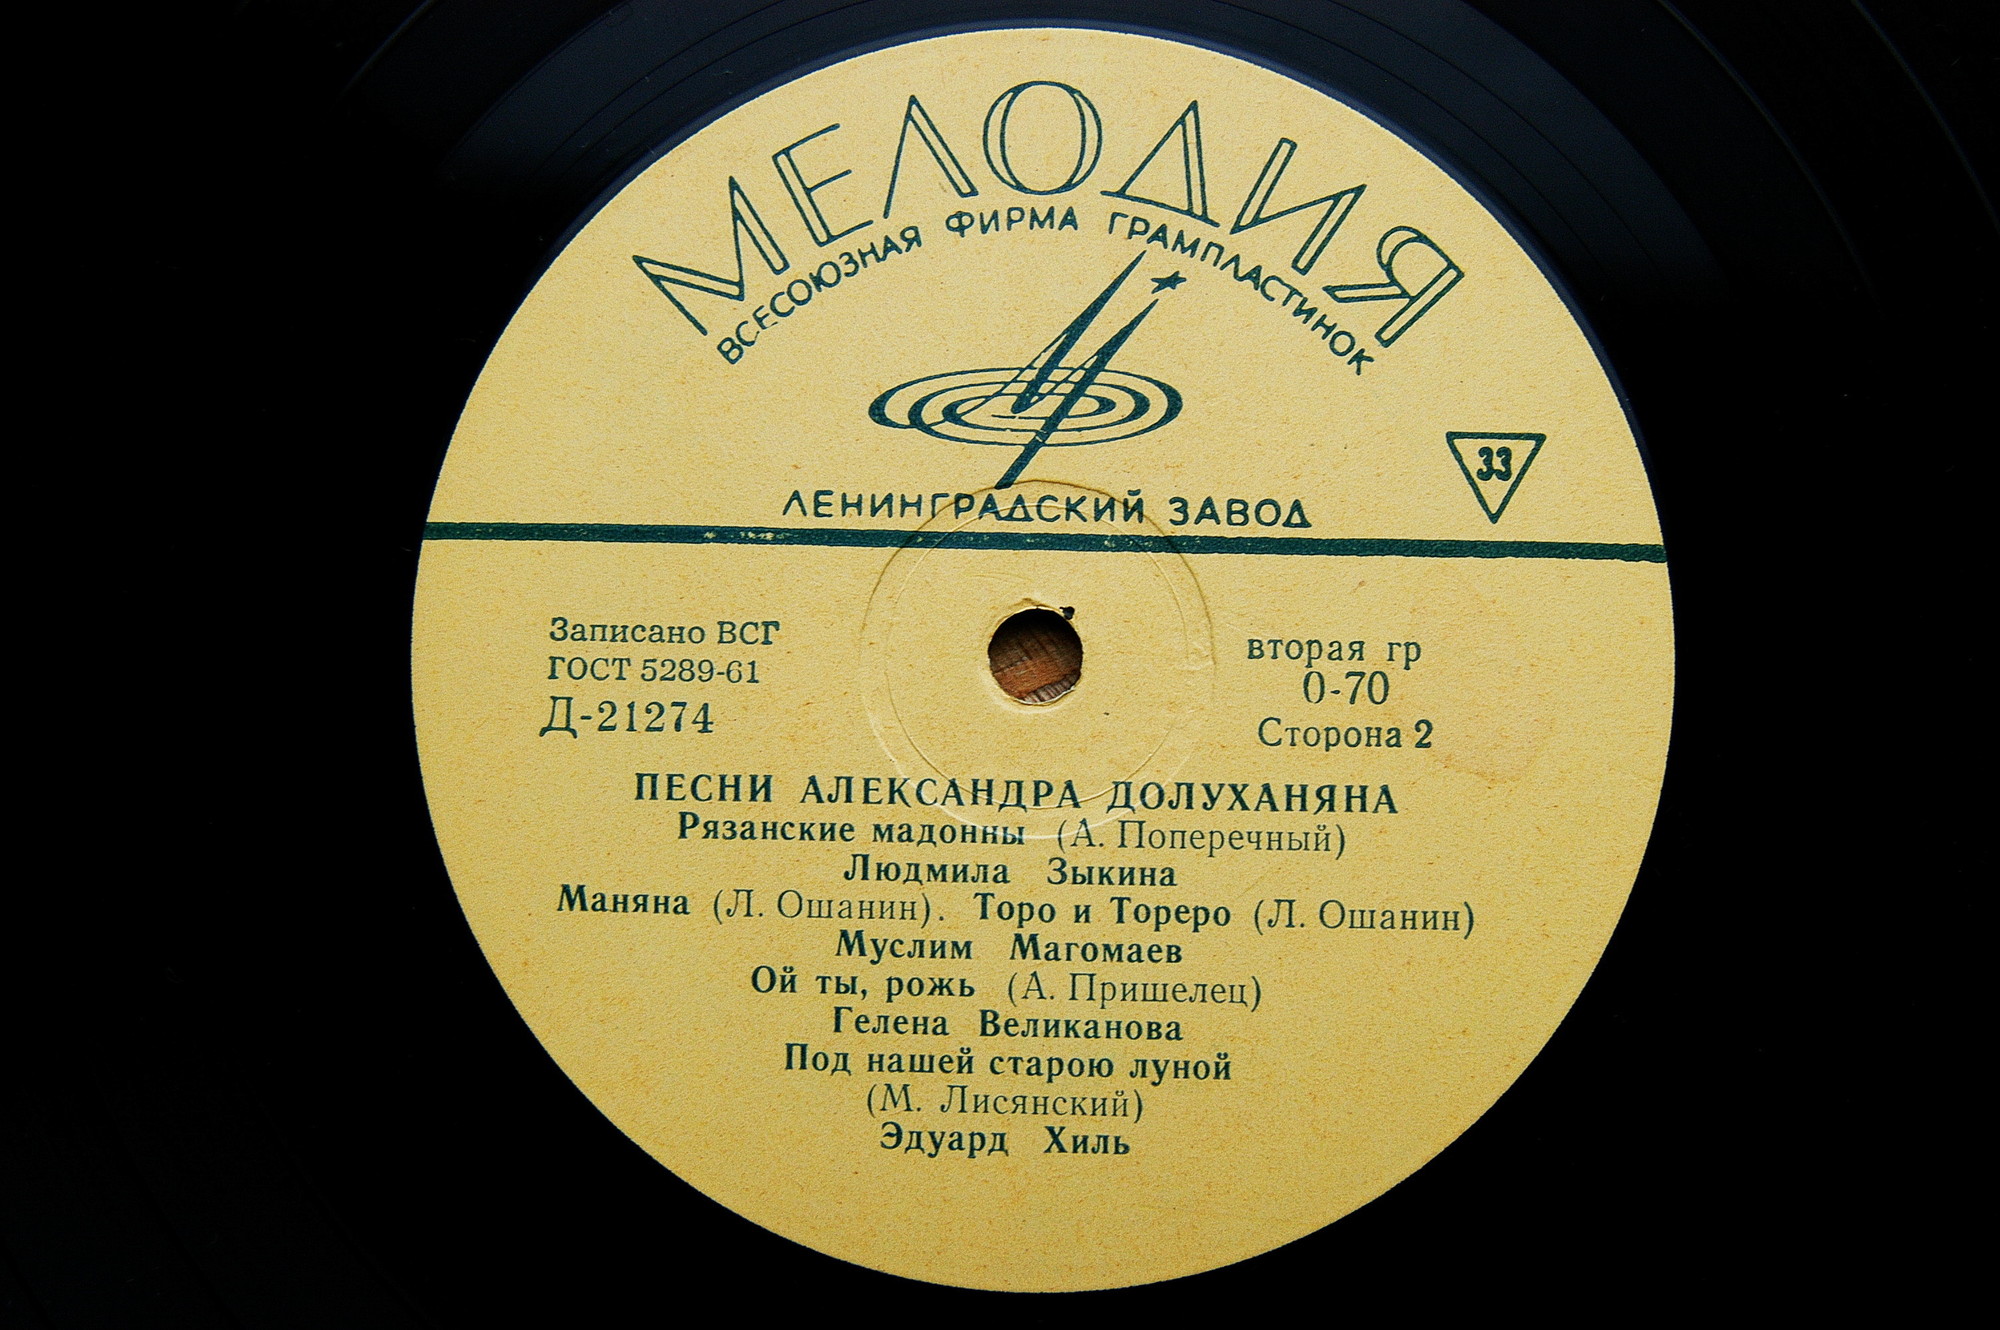 МЕЛОДИЯ
ВСЕСОЮЗНАЯ ФИРМА ГРАМПЛАСТИНОК
33
ЛЕНИНГРАДСКИЙ ЗАВОД
Записано ВСГ
ГОСТ 5289-61
Д-21274
вторая гр
0-70
Сторона 2
ПЕСНИ АЛЕКСАНДРА ДОЛУХАНЯНА
Рязанские мадонны (А. Поперечный)
Людмила Зыкина
Маняна (Л. Ошанин). Торо и Тореро (Л. Ошанин)
Муслим Магомаев
Ой ты, рожь (А. Пришелец)
Гелена Великанова
Под нашей старою луной
(М. Лисянский)
Эдуард Хиль